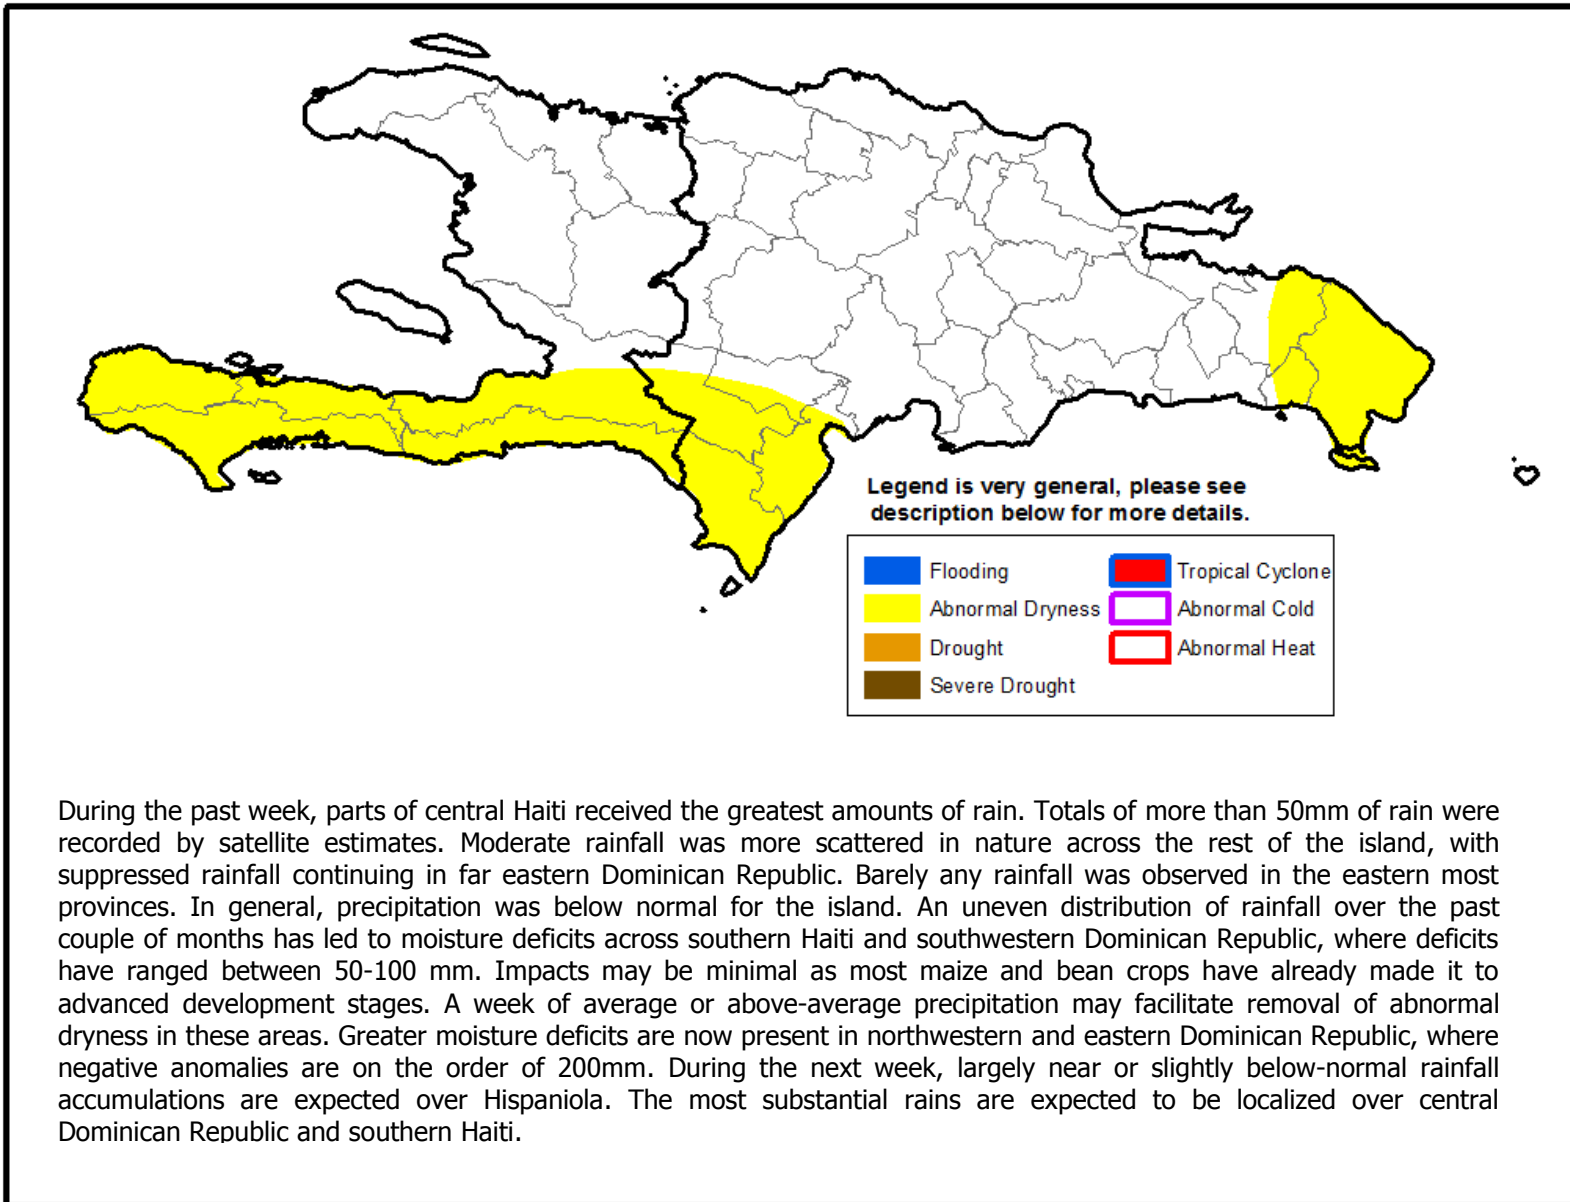 Legend is very general, please see
description below for more details.
Flooding
Tropical Cyclone
Abnormal Dryness
Abnormal Cold
Drought
Abnormal Heat
Severe Drought
During the past week, parts of central Haiti received the greatest amounts of rain. Totals of more than 50mm of rain were
recorded by satellite estimates. Moderate rainfall was more scattered in nature across the rest of the island, with
suppressed rainfall continuing in far eastern Dominican Republic. Barely any rainfall was observed in the eastern most
provinces. In general, precipitation was below normal for the island. An uneven distribution of rainfall over the past
couple of months has led to moisture deficits across southern Haiti and southwestern Dominican Republic, where deficits
have ranged between 50-100 mm. Impacts may be minimal as most maize and bean crops have already made it to
advanced development stages. A week of average or above-average precipitation may facilitate removal of abnormal
dryness in these areas. Greater moisture deficits are now present in northwestern and eastern Dominican Republic, where
negative anomalies are on the order of 200mm. During the next week, largely near or slightly below-normal rainfall
accumulations are expected over Hispaniola. The most substantial rains are expected to be localized over central
Dominican Republic and southern Haiti.